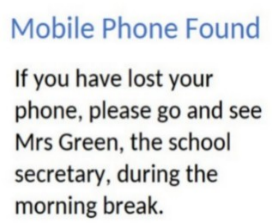 Mobile Phone Found
If you have lost your
phone, please go and see
Mrs Green, the school
secretary, during the
morning break.